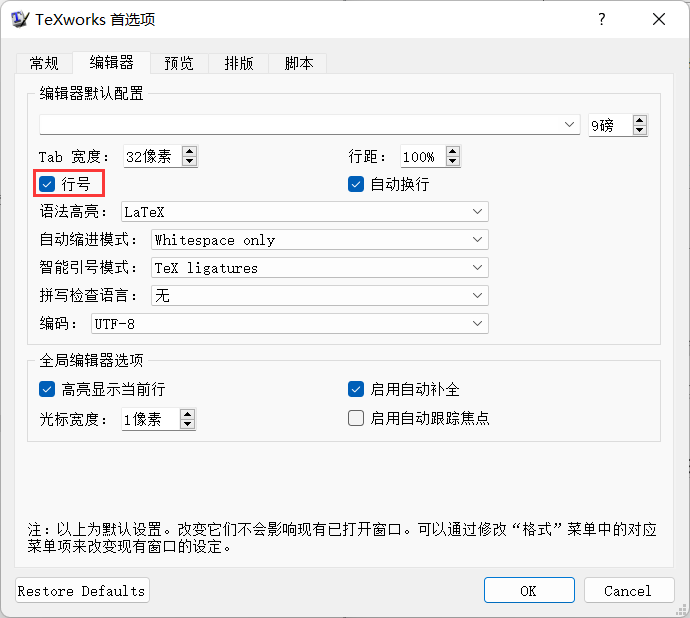 TeXworks 首选项
常规 编辑器 预览 排版 脚本
编辑器默认配置
9磅
Tab 宽度： 32像素 行距： 100%
行号 自动换行
语法高亮： LaTeX
自动缩进模式： Whitespace only
智能引号模式： TeX ligatures
拼写检查语言： 无
编码： UTF-8
全局编辑器选项
高亮显示当前行 启用自动补全
光标宽度： 1像素 启用自动跟踪焦点
注：以上为默认设置。改变它们不会影响现有已打开窗口。可以通过修改“格式”菜单中的对应
菜单项来改变现有窗口的设定。
Restore Defaults OK Cancel